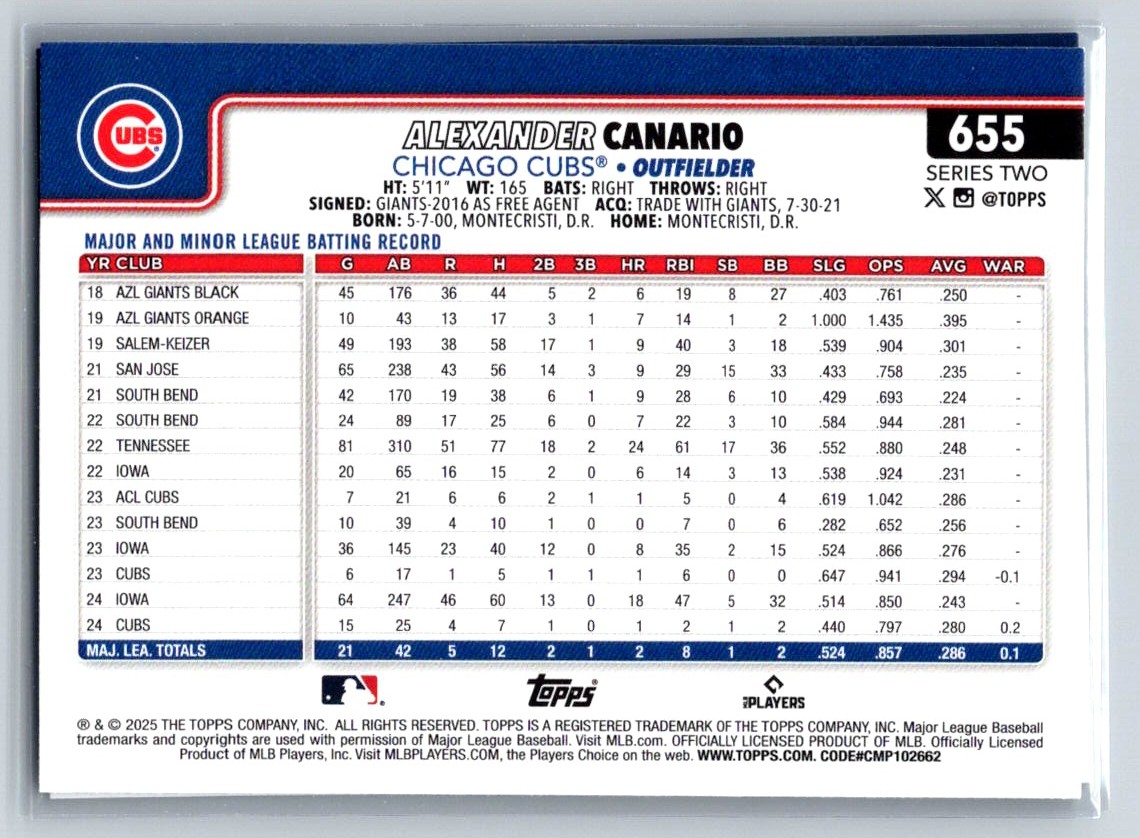 CUBS
ALEXANDER CANARIO
655
CHICAGO CUBS® • OUTFIELDER
SERIES TWO
HT: 5'11" WT: 165 BATS: RIGHT THROWS: RIGHT
@TOPPS
SIGNED: GIANTS-2016 AS FREE AGENT ACQ: TRADE WITH GIANTS, 7-30-21
BORN: 5-7-00, MONTECRISTI, D.R. HOME: MONTECRISTI, D.R.
MAJOR AND MINOR LEAGUE BATTING RECORD
YR CLUB G AB R H 2B 3B HR RBI SB BB SLG OPS AVG WAR
18 AZL GIANTS BLACK 45 176 36 44 5 2 6 19 8 27 .403 .761 .250 -
19 AZL GIANTS ORANGE 10 43 13 17 3 1 7 14 1 2 1.000 1.435 .395 -
19 SALEM-KEIZER 49 193 38 58 17 1 9 40 3 18 .539 .904 .301 -
21 SAN JOSE 65 238 43 56 14 3 9 29 15 33 .433 .758 .235 -
21 SOUTH BEND 42 170 19 38 6 1 9 28 6 10 .429 .693 .224 -
22 SOUTH BEND 24 89 17 25 6 0 7 22 3 10 .584 .944 .281 -
22 TENNESSEE 81 310 51 77 18 2 24 61 17 36 .552 .880 .248 -
22 IOWA 20 65 16 15 2 0 6 14 3 13 .538 .924 .231 -
23 ACL CUBS 7 21 6 6 2 1 1 5 0 4 .619 1.042 .286 -
23 SOUTH BEND 10 39 4 10 1 0 0 7 0 6 .282 .652 .256 -
23 IOWA 36 145 23 40 12 0 8 35 2 15 .524 .866 .276 -
23 CUBS 6 17 1 5 1 1 1 6 0 0 .647 .941 .294 -0.1
24 IOWA 64 247 46 60 13 0 18 47 5 32 .514 .850 .243 -
24 CUBS 15 25 4 7 1 0 1 2 1 2 .440 .797 .280 0.2
MAJ. LEA. TOTALS 21 42 5 12 2 1 2 8 1 2 .524 .857 .286 0.1
Topps® MLB PLAYERS
® & © 2025 THE TOPPS COMPANY, INC. ALL RIGHTS RESERVED. TOPPS IS A REGISTERED TRADEMARK OF THE TOPPS COMPANY, INC. Major League Baseball
trademarks and copyrights are used with permission of Major League Baseball. Visit MLB.com. OFFICIALLY LICENSED PRODUCT OF MLB. Officially Licensed
Product of MLB Players, Inc. Visit MLBPLAYERS.COM, the Players Choice on the web. WWW.TOPPS.COM. CODE#CMP102662